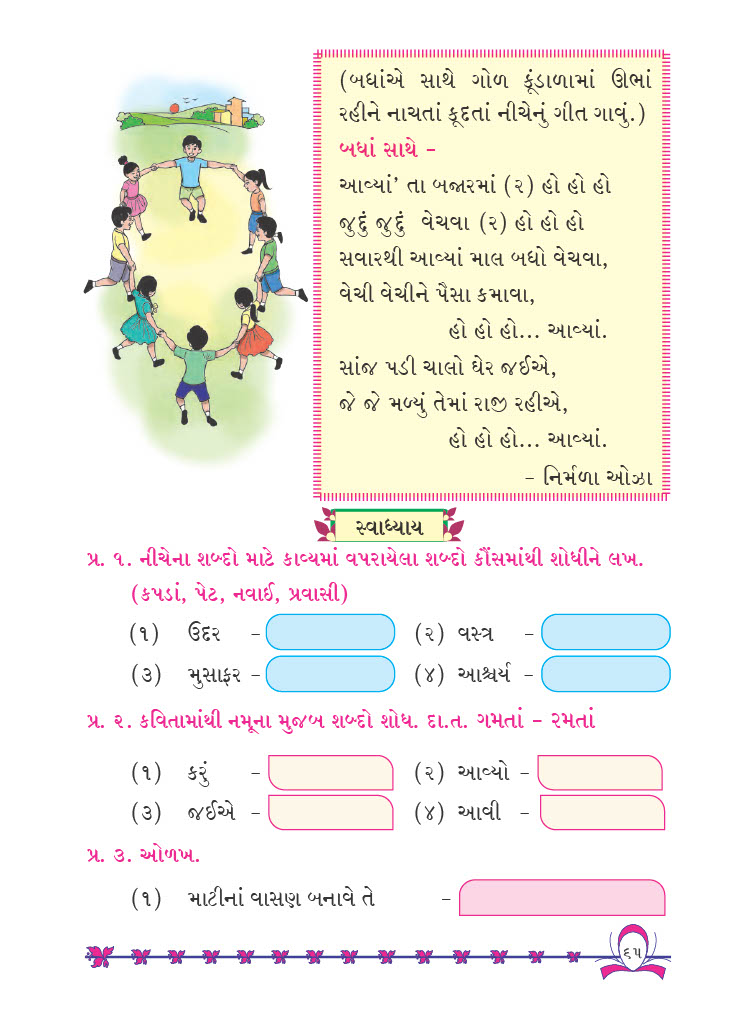 (બધાંએ સાથે ગોળ કૂંડાળામાં ઊભાં
રહીને નાચતાં કૂદતાં નીચેનું ગીત ગાવું.)
બધાં સાથે –
આવ્યાં’ તા બજારમાં (૨) હો હો હો
જુદું જુદું વેચવા (૨) હો હો હો
સવારથી આવ્યાં માલ બધો વેચવા,
વેચી વેચીને પૈસા કમાવા,
હો હો હો... આવ્યાં.
સાંજ પડી ચાલો ઘેર જઈએ,
જે જે મળ્યું તેમાં રાજી રહીએ,
હો હો હો... આવ્યાં.
– નિર્મળા ઓઝા
સ્વાધ્યાય
પ્ર. ૧. નીચેના શબ્દો માટે કાવ્યમાં વપરાયેલા શબ્દો કૌંસમાંથી શોધીને લખ.
(કપડાં, પેટ, નવાઈ, પ્રવાસી)
(૧) ઉદર – (૨) વસ્ત્ર –
(૩) મુસાફર – (૪) આશ્ચર્ય –
પ્ર. ૨. કવિતામાંથી નમૂના મુજબ શબ્દો શોધ. દા.ત. ગમતાં – રમતાં
(૧) કરું – (૨) આવ્યો –
(૩) જઈએ – (૪) આવી –
પ્ર. ૩. ઓળખ.
(૧) માટીનાં વાસણ બનાવે તે –
૬૫